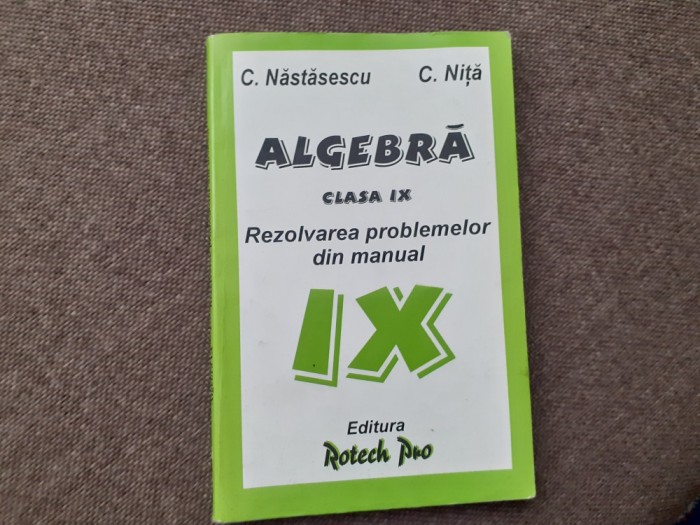 C. Năstăsescu C. Niță
ALGEBRĂ
CLASA IX
Rezolvarea problemelor
din manual
IX
Editura
Rotech Pro